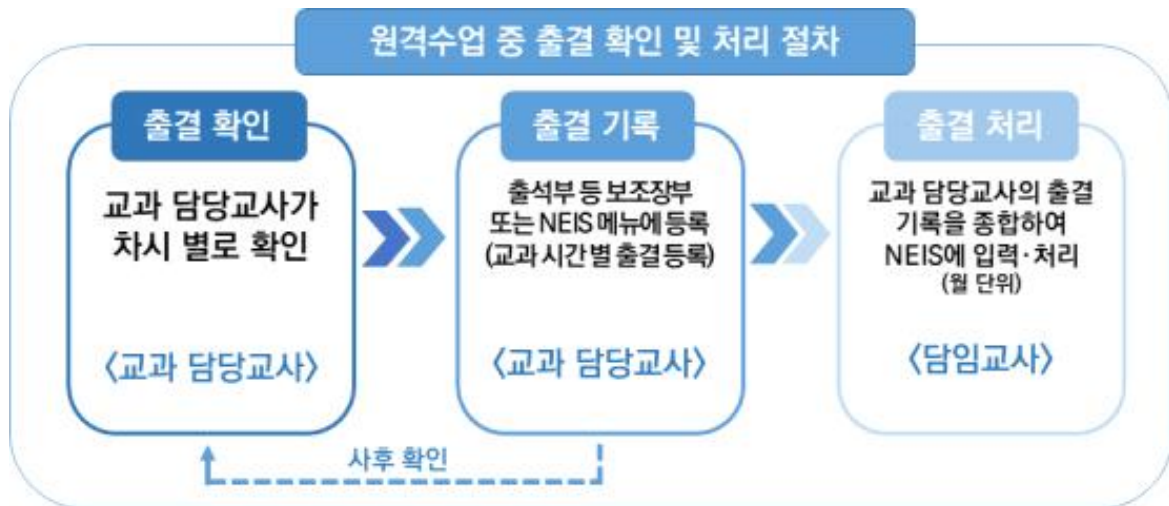 원격수업 중 출결 확인 및 처리 절차
출결 확인
교과 담당교사가
차시 별로 확인
〈교과 담당교사〉
출결 기록
출석부 등 보조장부
또는 NEIS 메뉴에 등록
(교과 시간별 출결등록)
〈교과 담당교사〉
출결 처리
교과 담당교사의 출결
기록을 종합하여
NEIS에 입력·처리
(월 단위)
〈담임교사〉
사후 확인